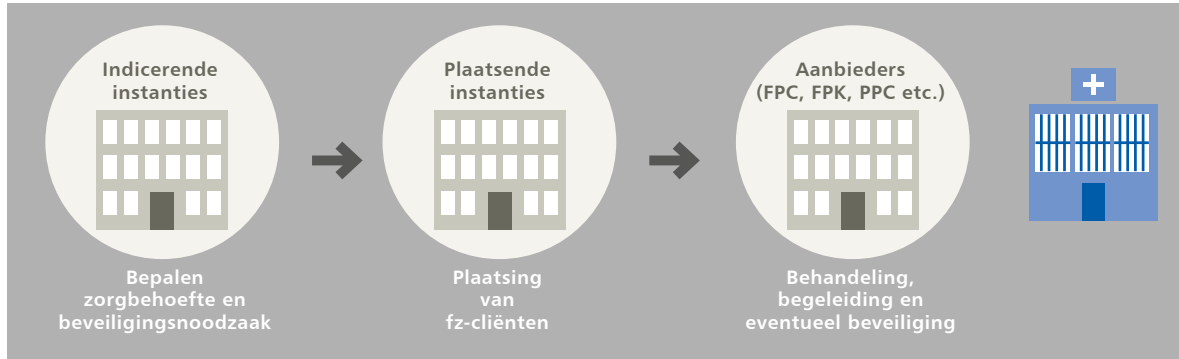 Indicerende
instanties
Bepalen
zorgbehoefte en
beveiligingsnoodzaak
Plaatsende
instanties
Plaatsing
van
fz-cliënten
Aanbieders
(FPC, FPK, PPC etc.)
Behandeling,
begeleiding en
eventueel beveiliging